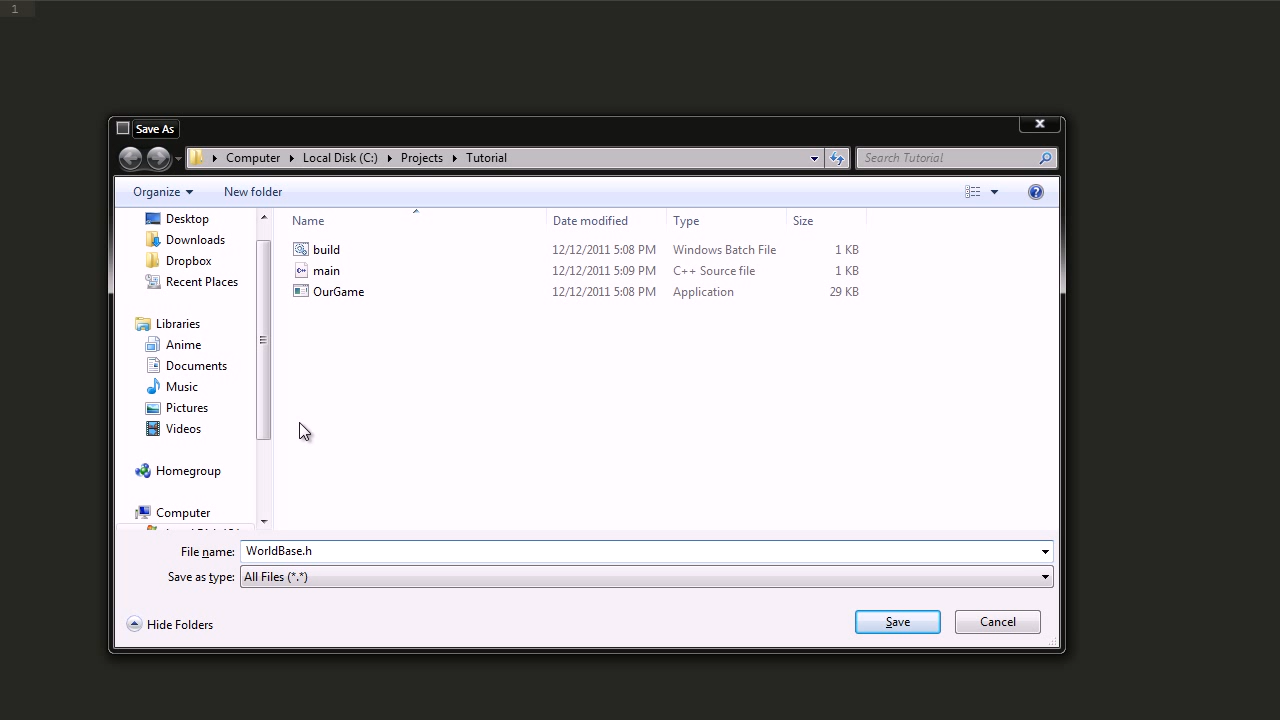 1
Save As
Computer Local Disk (C:) Projects Tutorial
Search Tutorial
Organize New folder
Name Date modified Type Size
build 12/12/2011 5:08 PM Windows Batch File 1 KB
main 12/12/2011 5:09 PM C++ Source file 1 KB
OurGame 12/12/2011 5:08 PM Application 29 KB
Desktop
Downloads
Dropbox
Recent Places
Libraries
Anime
Documents
Music
Pictures
Videos
Homegroup
Computer
File name: WorldBase.h
Save as type: All Files (*.*)
Hide Folders
Save Cancel